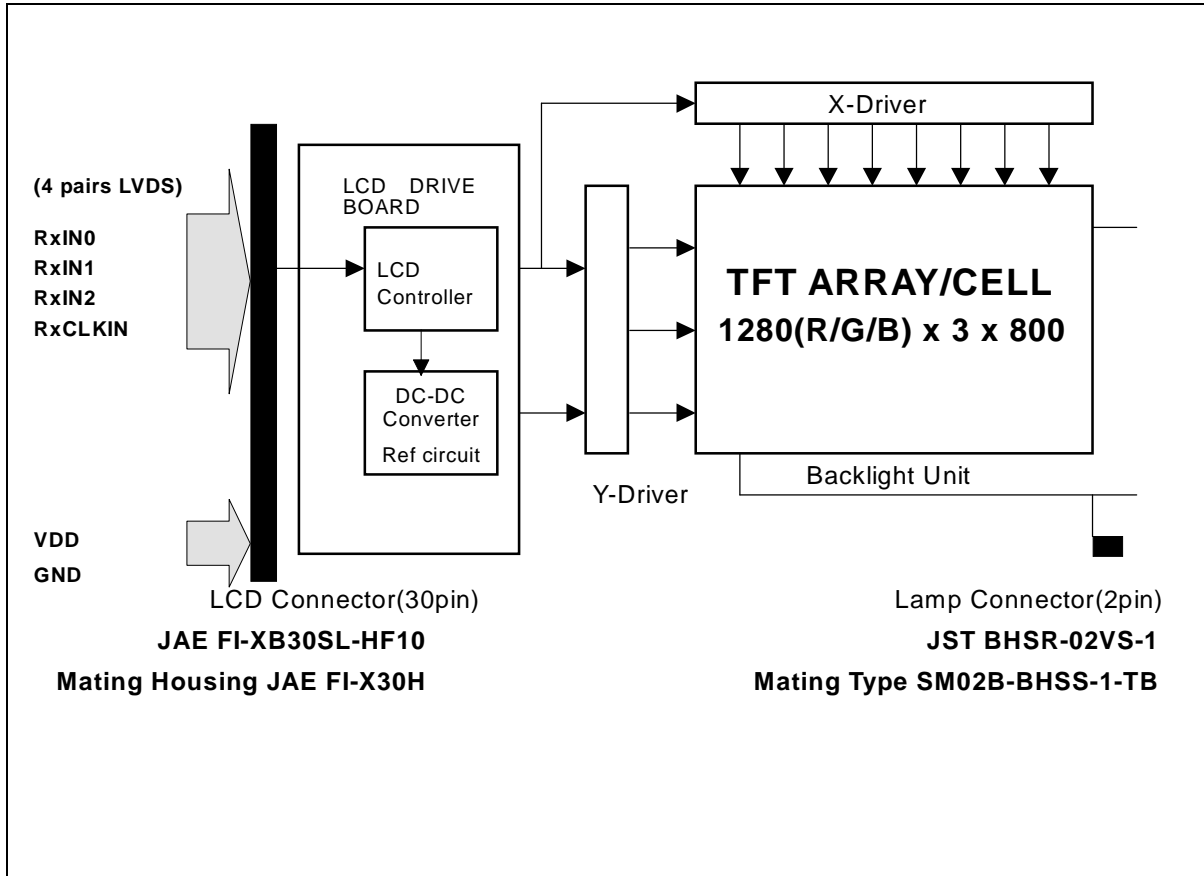 X-Driver
(4 pairs LVDS)
RxIN0
RxIN1
RxIN2
RxCLKIN
LCD DRIVE
BOARD
LCD
Controller
DC-DC
Converter
Ref circuit
TFT ARRAY/CELL
1280(R/G/B) x 3 x 800
Y-Driver
Backlight Unit
VDD
GND
LCD Connector(30pin)
JAE FI-XB30SL-HF10
Mating Housing JAE FI-X30H
Lamp Connector(2pin)
JST BHSR-02VS-1
Mating Type SM02B-BHSS-1-TB